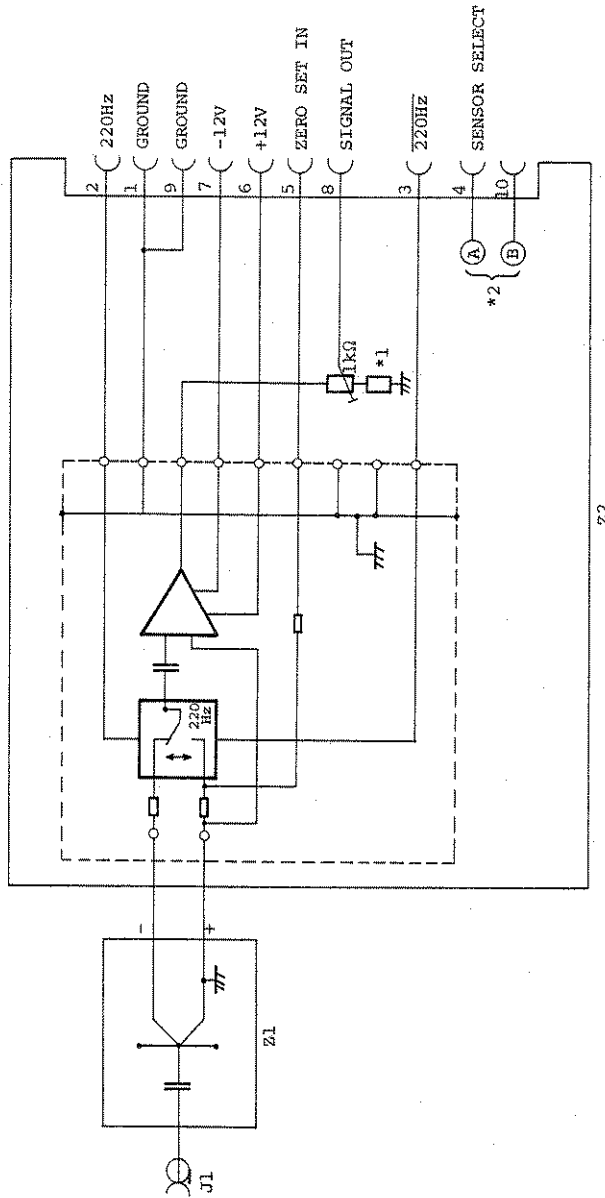 2 220Hz
1 GROUND
9 GROUND
7 -12V
6 +12V
5 ZERO SET IN
8 SIGNAL OUT
3 220Hz
4 SENSOR SELECT
10
A
B
*2
1kΩ
*1
220
Hz
-
+
Z1
Z2
J1